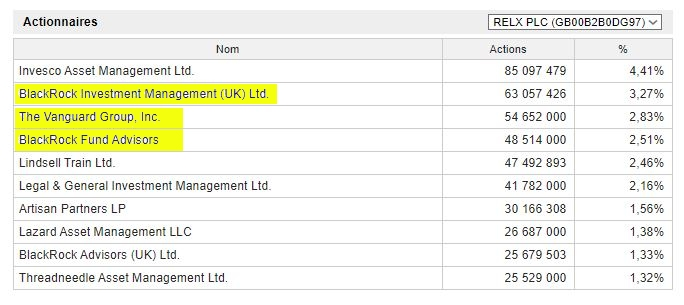 Actionnaires RELX PLC (GB00B2B0DG97)
Nom Actions %
Invesco Asset Management Ltd. 85 097 479 4,41%
BlackRock Investment Management (UK) Ltd. 63 057 426 3,27%
The Vanguard Group, Inc. 54 652 000 2,83%
BlackRock Fund Advisors 48 514 000 2,51%
Lindsell Train Ltd. 47 492 893 2,46%
Legal & General Investment Management Ltd. 41 782 000 2,16%
Artisan Partners LP 30 166 308 1,56%
Lazard Asset Management LLC 26 687 000 1,38%
BlackRock Advisors (UK) Ltd. 25 679 503 1,33%
Threadneedle Asset Management Ltd. 25 529 000 1,32%